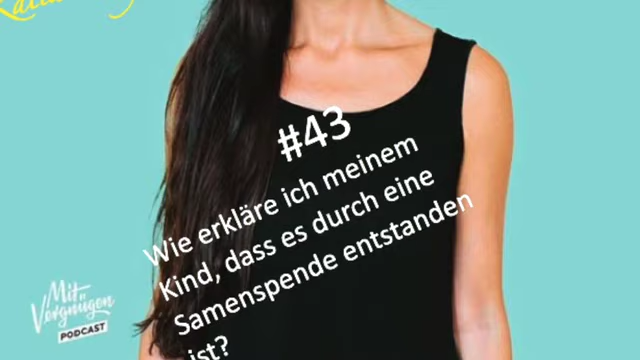 #43
Wie erkläre ich meinem
Kind, dass es durch eine
Samenspende entstanden
ist?
Mit
Vergnügen
PODCAST